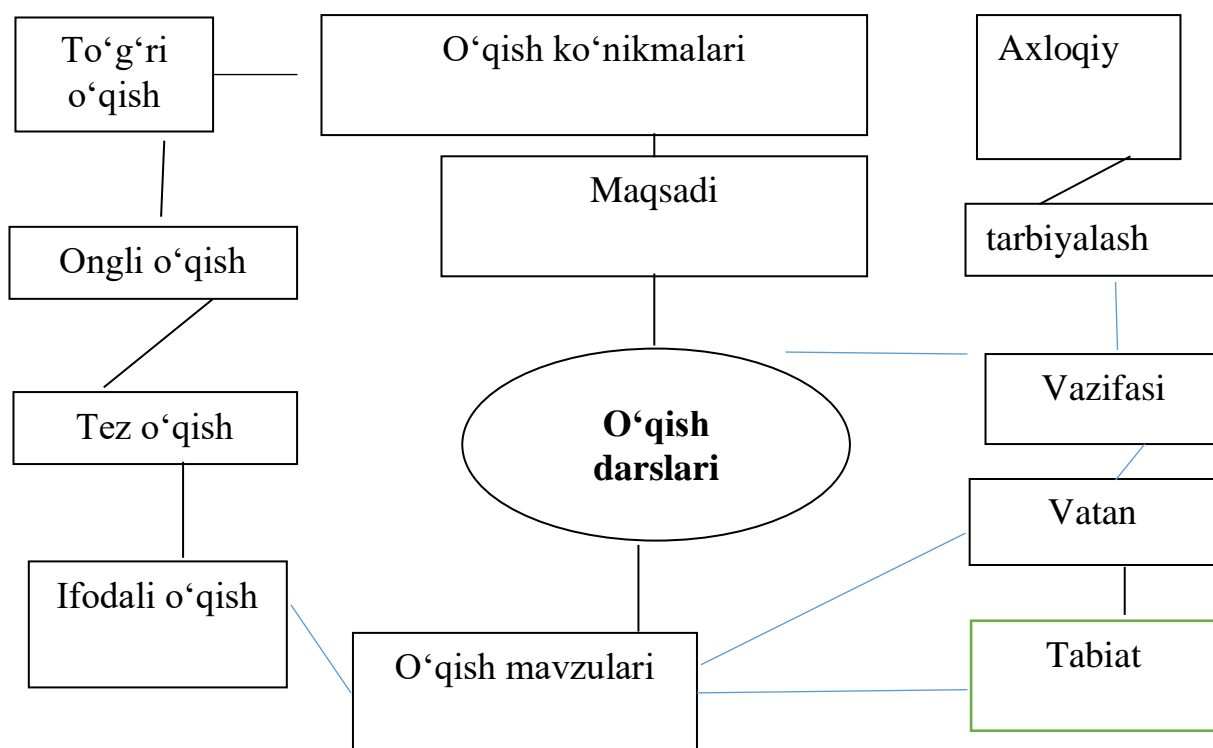 To‘g‘ri
o‘qish
O‘qish ko‘nikmalari
Axloqiy
Maqsadi
tarbiyalash
Ongli o‘qish
Vazifasi
Tez o‘qish
O‘qish
darslari
Vatan
Ifodali o‘qish
O‘qish mavzulari
Tabiat